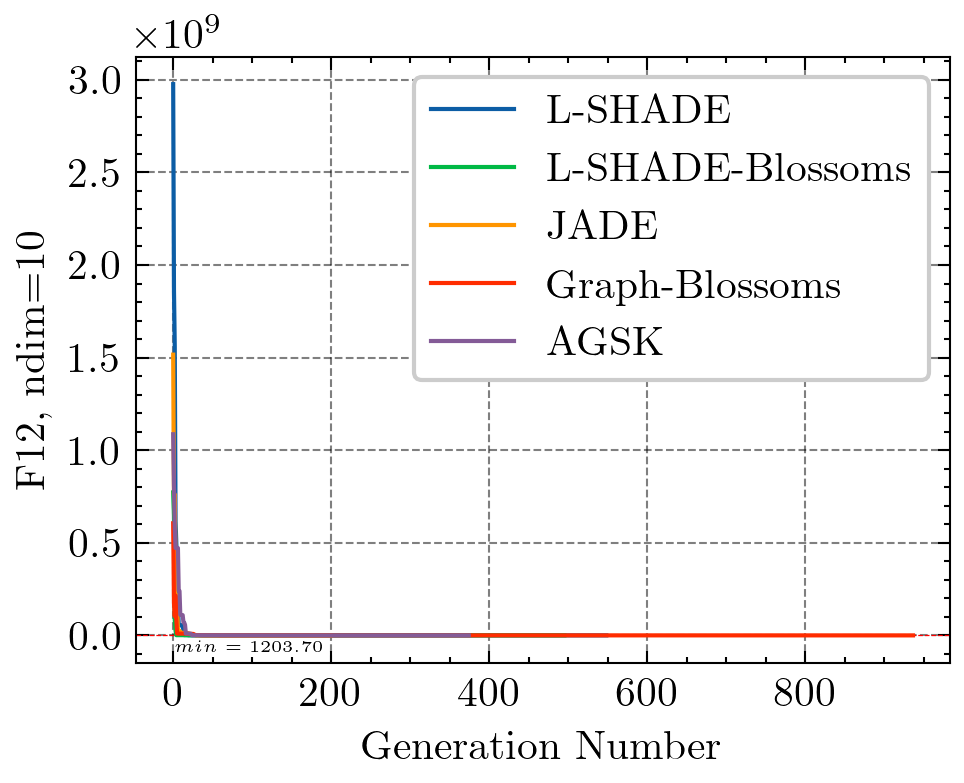 ×10⁹
3.0
2.5
2.0
1.5
1.0
0.5
0.0
F12, ndim=10
L-SHADE
L-SHADE-Blossoms
JADE
Graph-Blossoms
AGSK
min = 1203.70
0 200 400 600 800
Generation Number